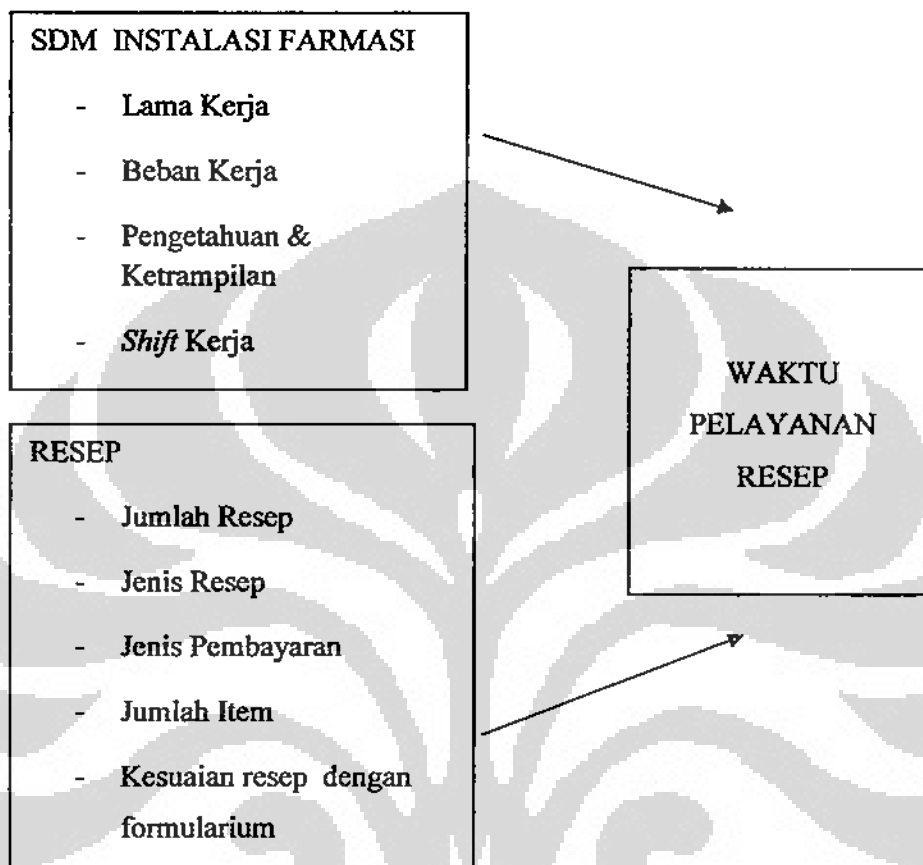 SDM INSTALASI FARMASI
- Lama Kerja
- Beban Kerja
- Pengetahuan &
Ketrampilan
- Shift Kerja
RESEP
- Jumlah Resep
- Jenis Resep
- Jenis Pembayaran
- Jumlah Item
- Kesuaian resep dengan
formularium
WAKTU
PELAYANAN
RESEP